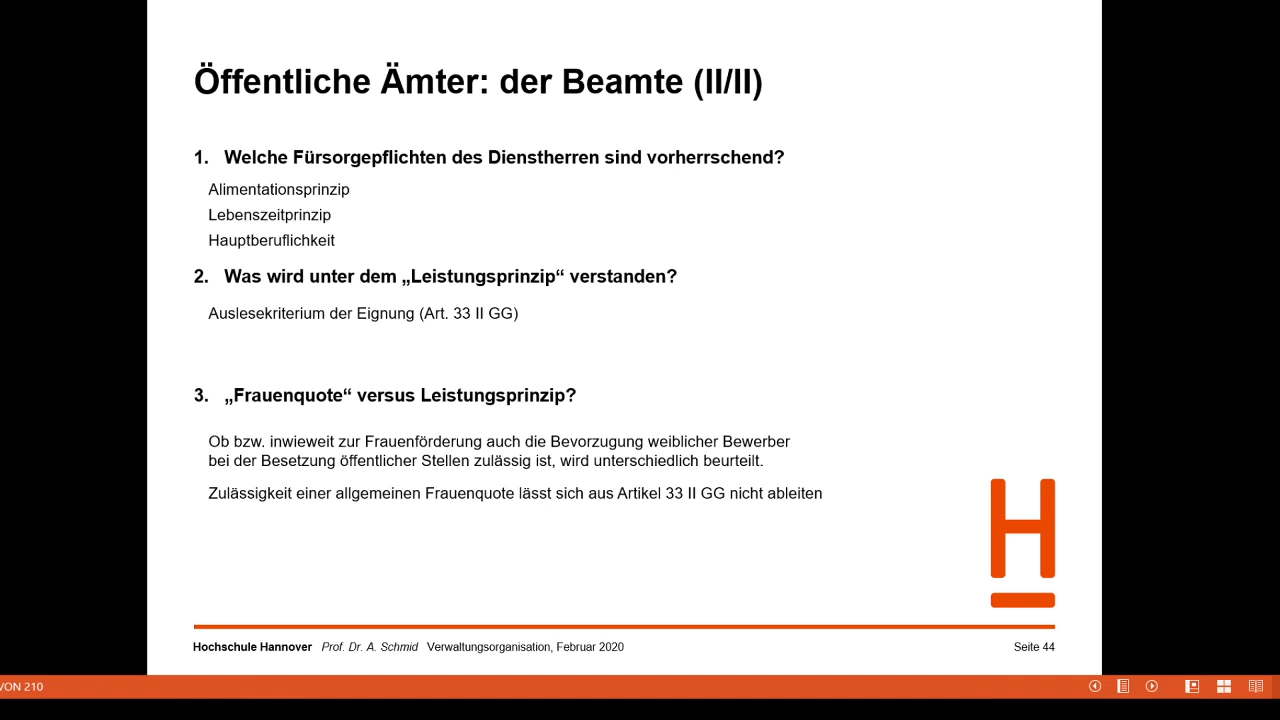 Öffentliche Ämter: der Beamte (II/II)
1. Welche Fürsorgepflichten des Dienstherren sind vorherrschend?
Alimentationsprinzip
Lebenszeitprinzip
Hauptberuflichkeit
2. Was wird unter dem „Leistungsprinzip“ verstanden?
Auslesekriterium der Eignung (Art. 33 II GG)
3. „Frauenquote“ versus Leistungsprinzip?
Ob bzw. inwieweit zur Frauenförderung auch die Bevorzugung weiblicher Bewerber
bei der Besetzung öffentlicher Stellen zulässig ist, wird unterschiedlich beurteilt.
Zulässigkeit einer allgemeinen Frauenquote lässt sich aus Artikel 33 II GG nicht ableiten
H
Hochschule Hannover Prof. Dr. A. Schmid Verwaltungsorganisation, Februar 2020 Seite 44
VON 210